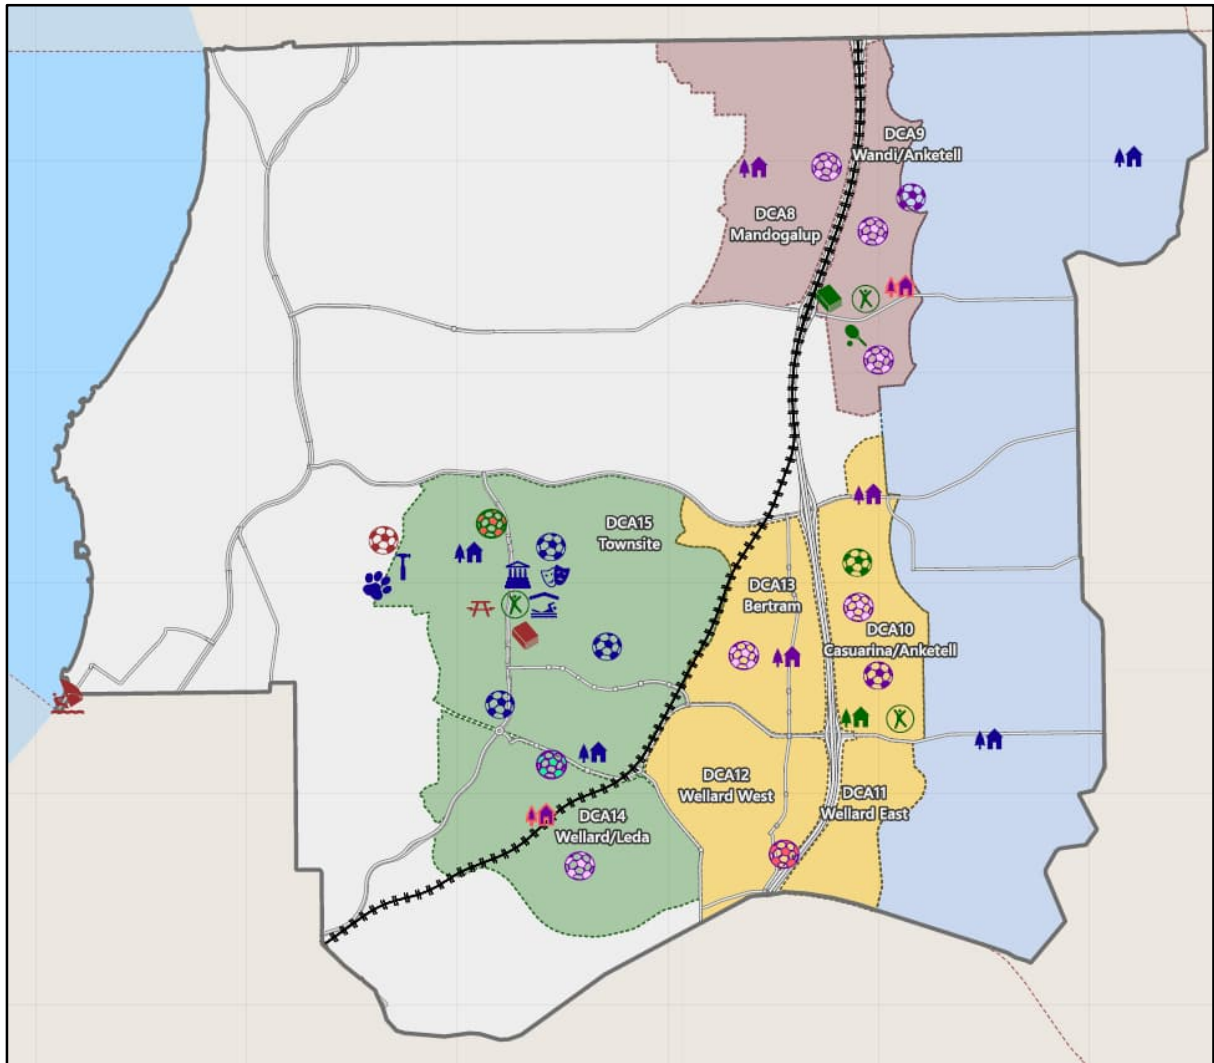 DCA9
Wandi/Anketell
DCA8
Mandogalup
DCA15
Townsite
DCA13
Bertram
DCA10
Casuarina/Anketell
DCA12
Wellard West
DCA11
Wellard East
DCA14
Wellard/Leda